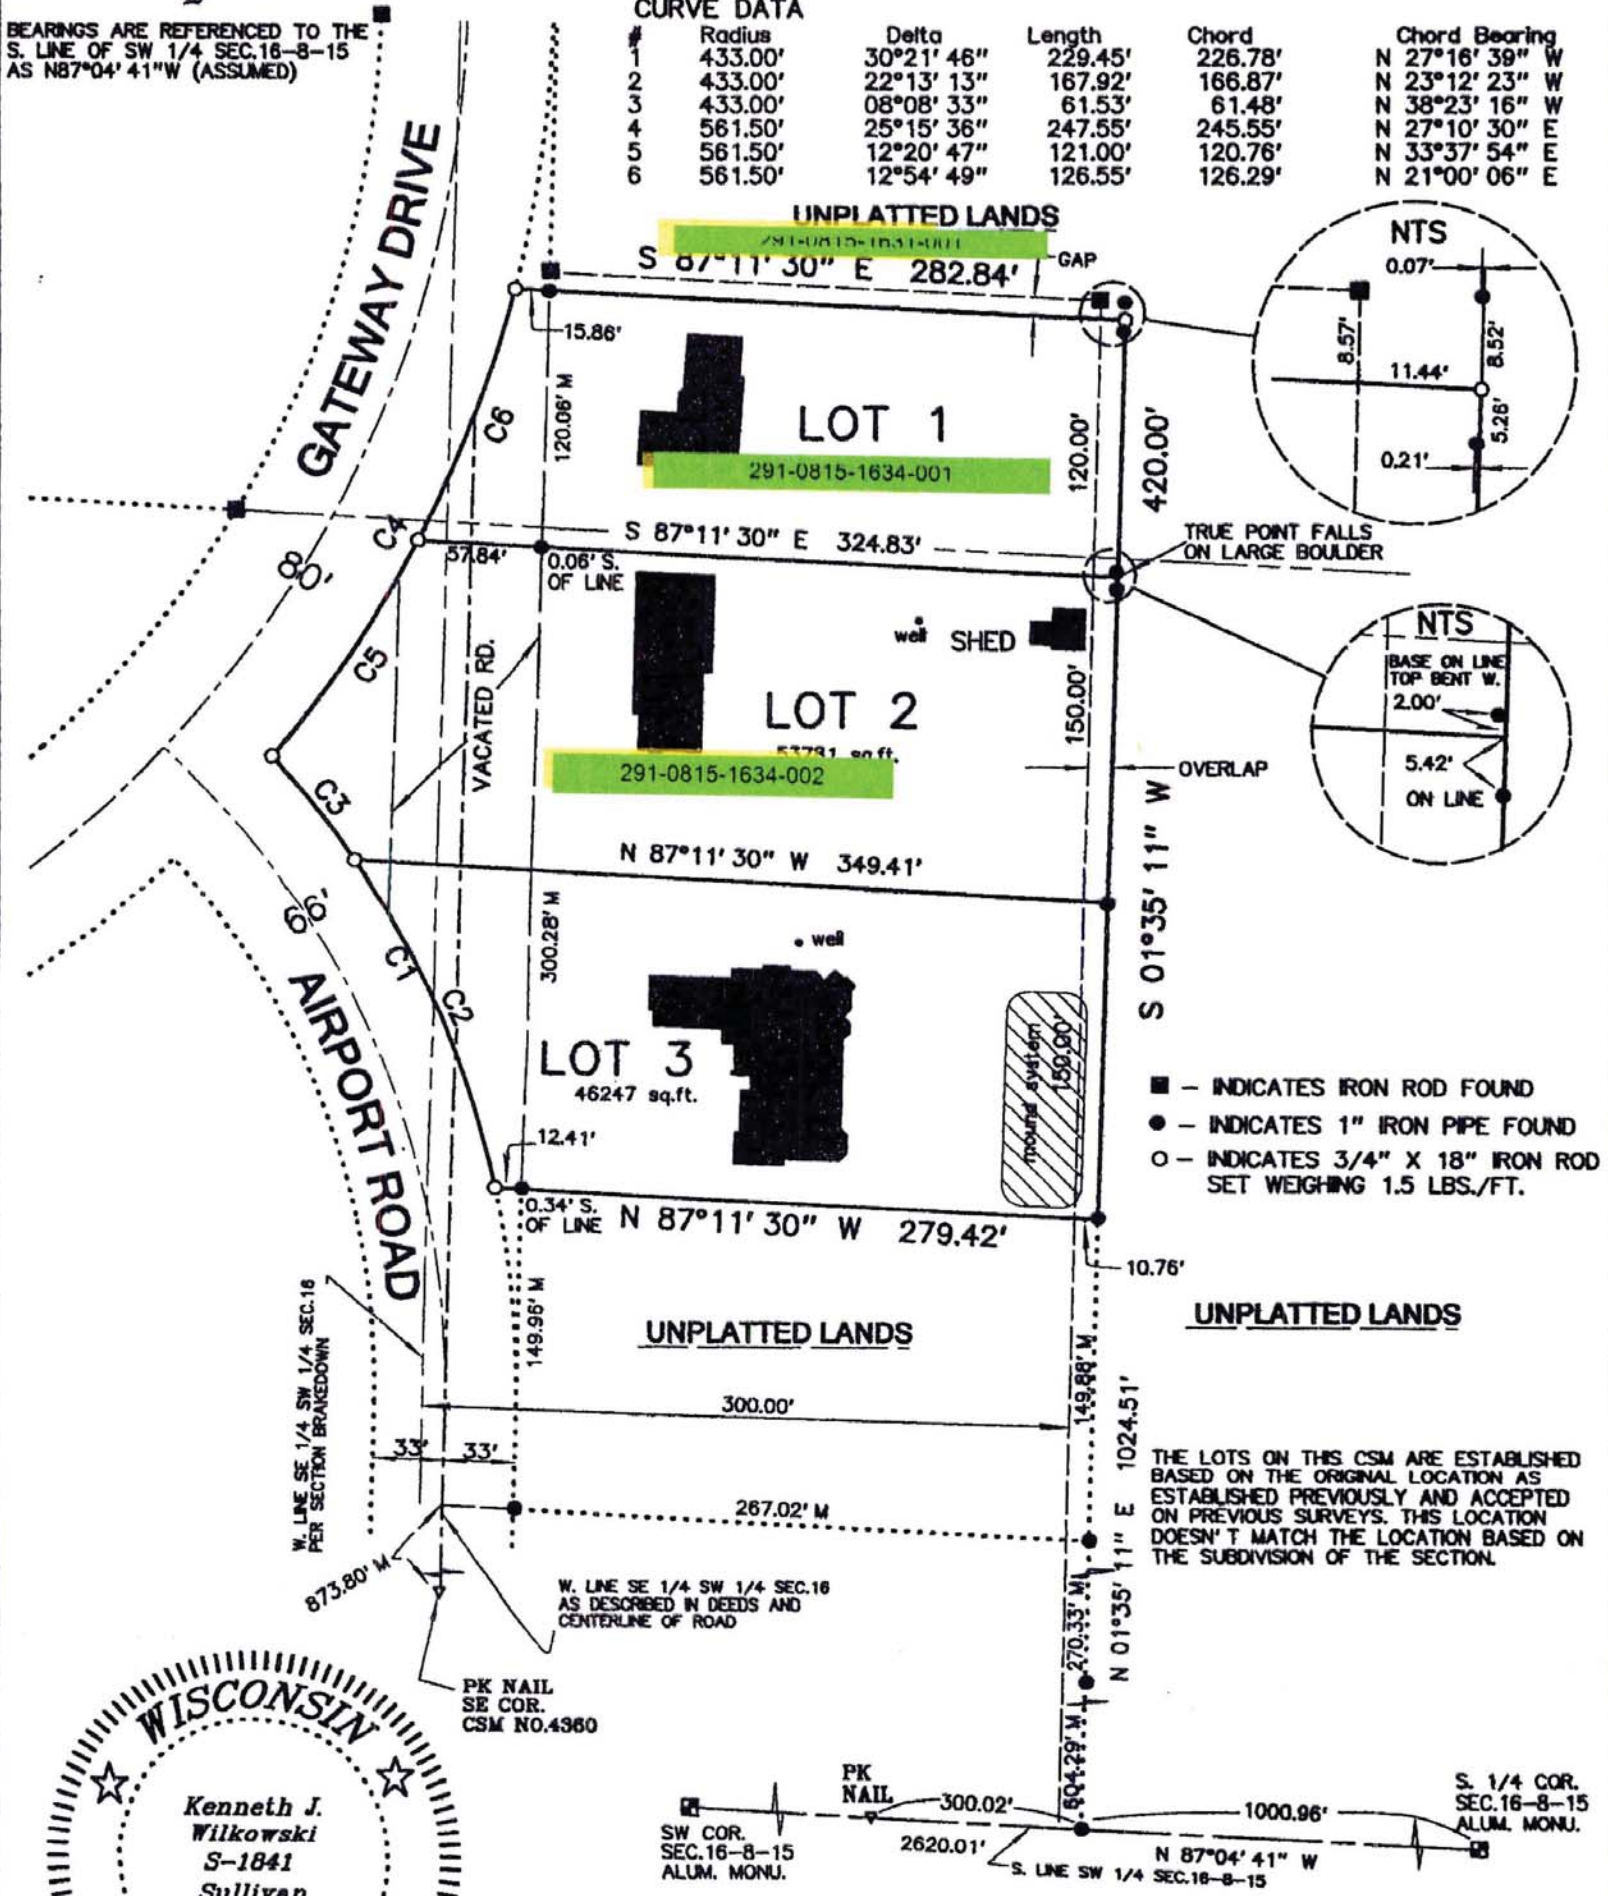 BEARINGS ARE REFERENCED TO THE
S. LINE OF SW 1/4 SEC.16-8-15
AS N87°04'41"W (ASSUMED)
CURVE DATA
# Radius Delta Length Chord Chord Bearing
1 433.00' 30°21'46" 229.45' 226.78' N 27°16'39" W
2 433.00' 22°13'13" 167.92' 166.87' N 23°12'23" W
3 433.00' 08°08'33" 61.53' 61.48' N 38°23'16" W
4 561.50' 25°15'36" 247.55' 245.55' N 27°10'30" E
5 561.50' 12°20'47" 121.00' 120.76' N 33°37'54" E
6 561.50' 12°54'49" 126.55' 126.29' N 21°00'06" E
UNPLATTED LANDS
291-0815-1631-001
S 87°11'30" E 282.84'
GAP
NTS
0.07'
8.57'
8.52'
11.44'
5.26'
0.21'
GATEWAY DRIVE
15.86'
C6
120.06' M
LOT 1
291-0815-1634-001
120.00'
420.00'
C4
80'
S 87°11'30" E 324.83'
57.84'
0.06' S.
OF LINE
TRUE POINT FALLS
ON LARGE BOULDER
NTS
BASE ON LINE
TOP BENT W.
2.00'
5.42'
ON LINE
C5
VACATED RD.
well
SHED
LOT 2
53781 sq.ft.
291-0815-1634-002
150.00'
OVERLAP
S 01°35'11" W
C3
N 87°11'30" W 349.41'
66'
C1
C2
300.28' M
well
AIRPORT ROAD
LOT 3
46247 sq.ft.
mound system
150.00'
12.41'
0.34' S.
OF LINE
N 87°11'30" W 279.42'
10.76'
■ - INDICATES IRON ROD FOUND
● - INDICATES 1" IRON PIPE FOUND
○ - INDICATES 3/4" X 18" IRON ROD
SET WEIGHING 1.5 LBS./FT.
W. LINE SE 1/4 SW 1/4 SEC.16
PER SECTION BRAKEDOWN
149.96' M
UNPLATTED LANDS
UNPLATTED LANDS
149.88' M
300.00'
33' 33'
267.02' M
N 01°35'11" E 1024.51'
THE LOTS ON THIS CSM ARE ESTABLISHED
BASED ON THE ORIGINAL LOCATION AS
ESTABLISHED PREVIOUSLY AND ACCEPTED
ON PREVIOUS SURVEYS. THIS LOCATION
DOESN'T MATCH THE LOCATION BASED ON
THE SUBDIVISION OF THE SECTION.
873.80' M
W. LINE SE 1/4 SW 1/4 SEC.16
AS DESCRIBED IN DEEDS AND
CENTERLINE OF ROAD
270.33' M
PK NAIL
SE COR.
CSM NO.4360
604.29' M
WISCONSIN
Kenneth J.
Wilkowski
S-1841
Sullivan
SW COR.
SEC.16-8-15
ALUM. MONU.
PK
NAIL
300.02'
2620.01'
1000.96'
N 87°04'41" W
S. LINE SW 1/4 SEC.16-8-15
S. 1/4 COR.
SEC.16-8-15
ALUM. MONU.